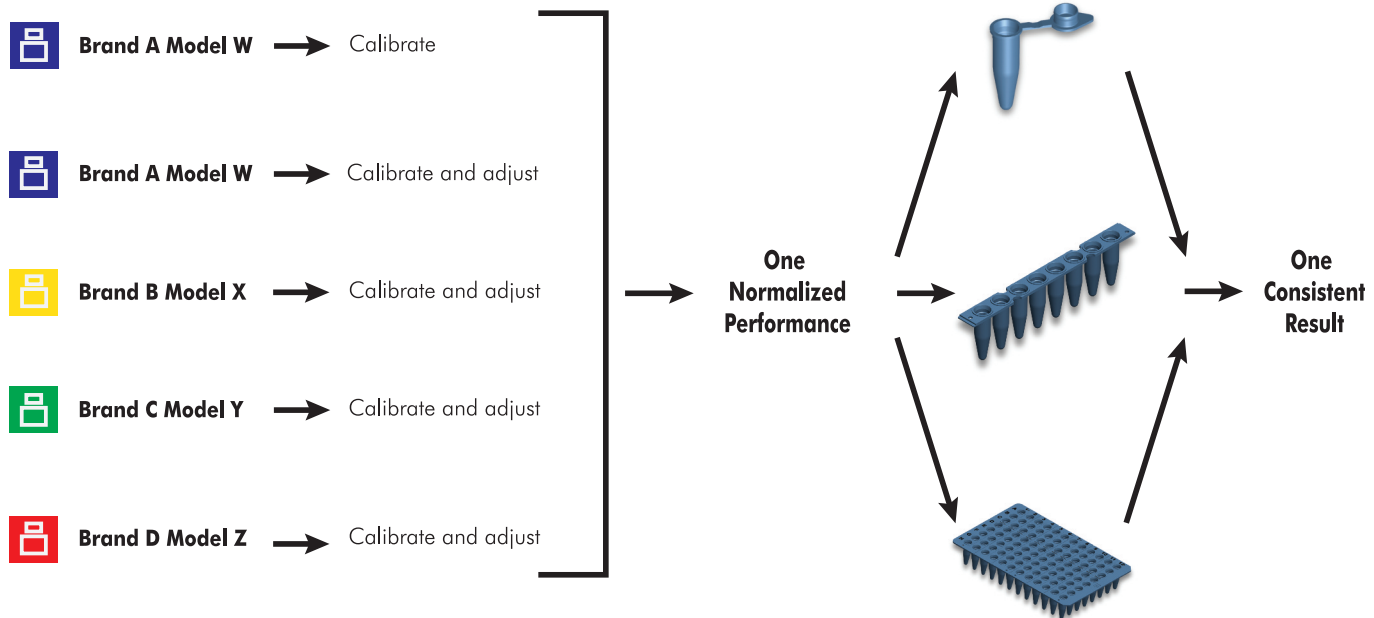 Brand A Model W
Calibrate
Brand A Model W
Calibrate and adjust
Brand B Model X
Calibrate and adjust
Brand C Model Y
Calibrate and adjust
Brand D Model Z
Calibrate and adjust
One
Normalized
Performance
One
Consistent
Result